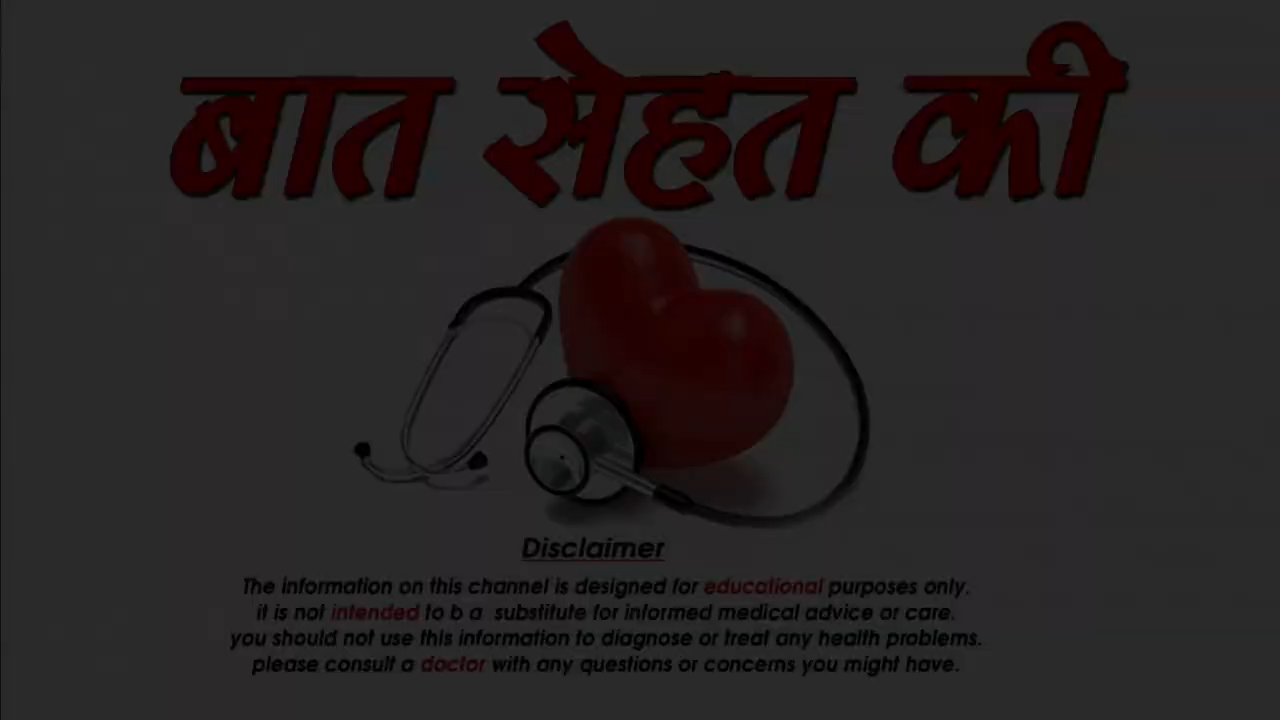 बात सेहत की
Disclaimer
The information on this channel is designed for educational purposes only.
it is not intended to b a substitute for informed medical advice or care.
you should not use this information to diagnose or treat any health problems.
please consult a doctor with any questions or concerns you might have.